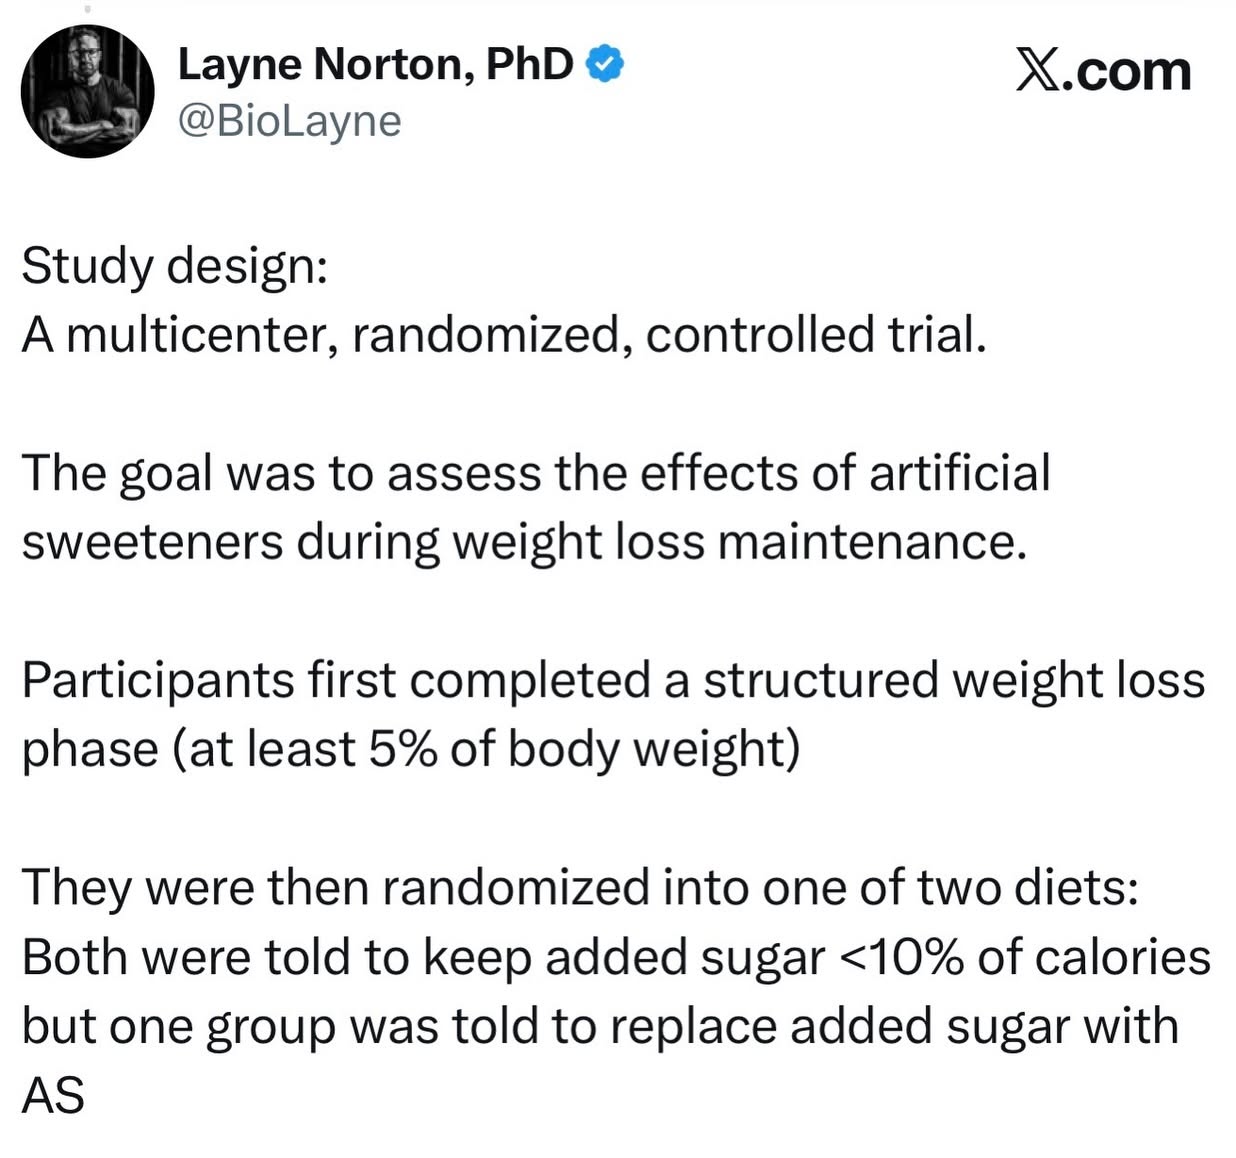 Layne Norton, PhD
X.com
@BioLayne
Study design:
A multicenter, randomized, controlled trial.
The goal was to assess the effects of artificial
sweeteners during weight loss maintenance.
Participants first completed a structured weight loss
phase (at least 5% of body weight)
They were then randomized into one of two diets:
Both were told to keep added sugar <10% of calories
but one group was told to replace added sugar with
AS